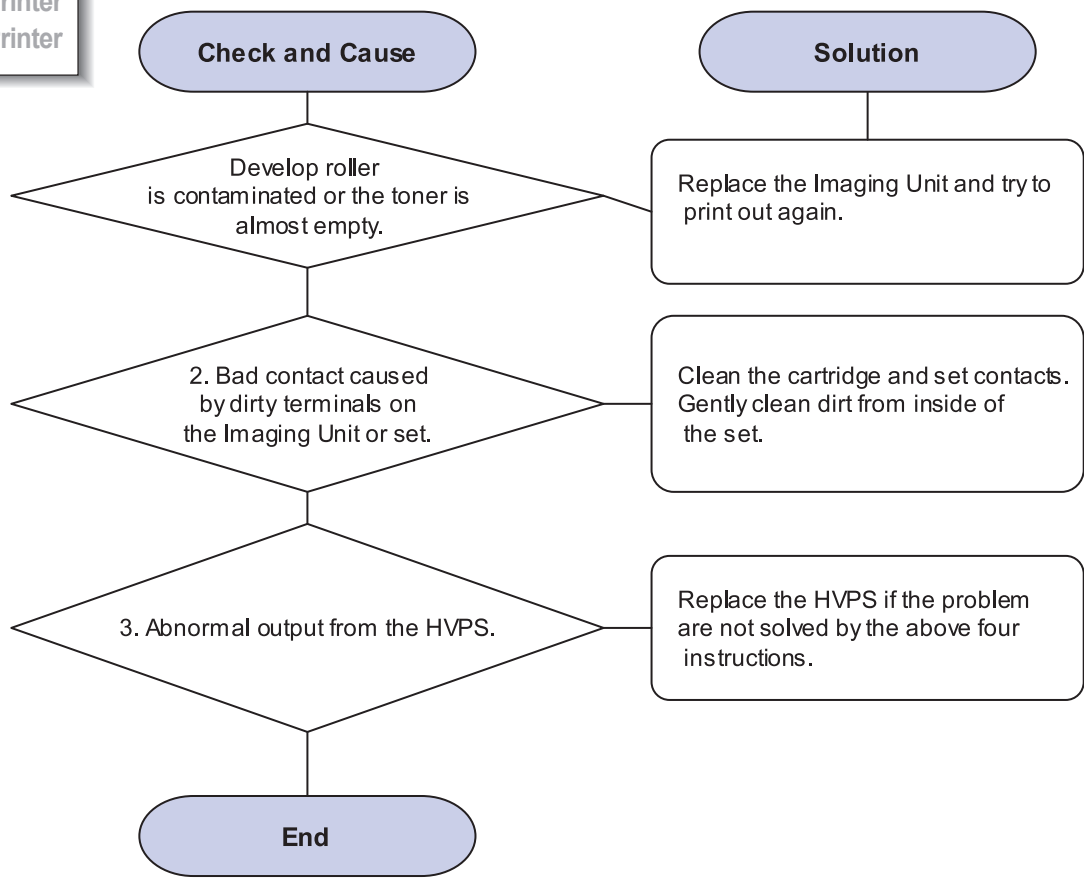 rinter
rinter
Check and Cause
Solution
Develop roller
is contaminated or the toner is
almost empty.
Replace the Imaging Unit and try to
print out again.
2. Bad contact caused
by dirty terminals on
the Imaging Unit or set.
Clean the cartridge and set contacts.
Gently clean dirt from inside of
the set.
3. Abnormal output from the HVPS.
Replace the HVPS if the problem
are not solved by the above four
instructions.
End